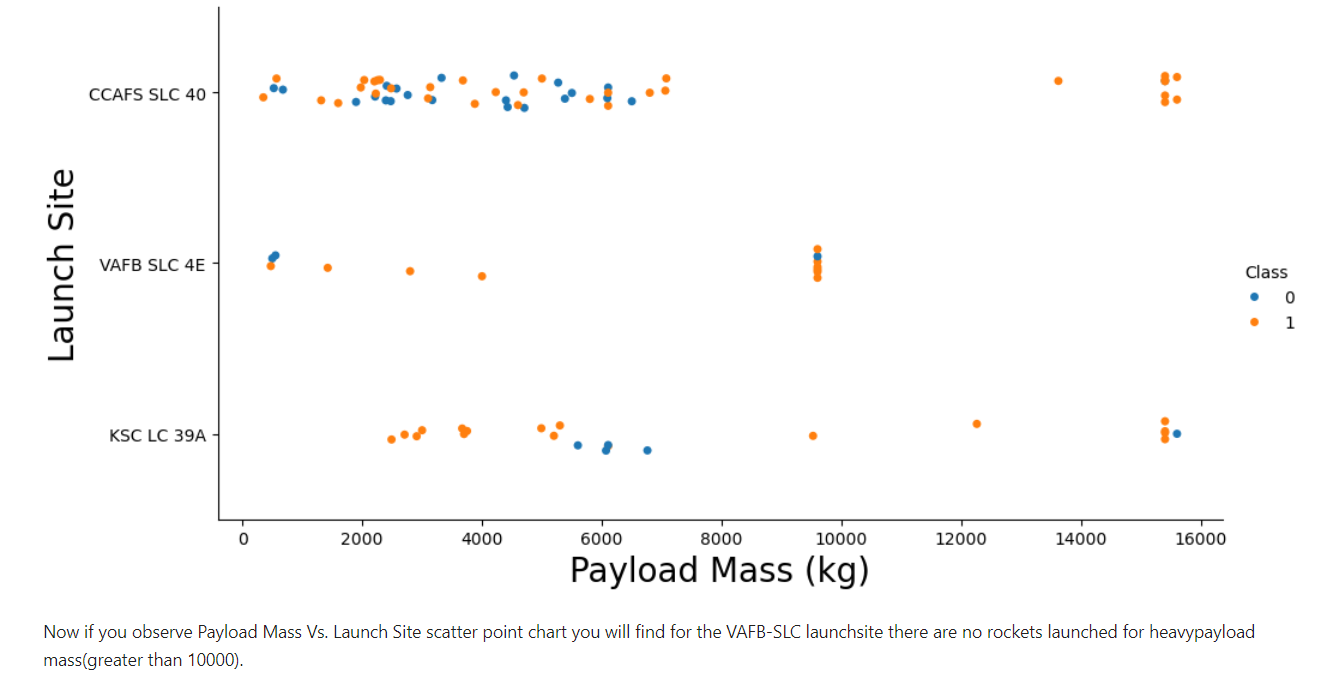 CCAFS SLC 40
VAFB SLC 4E
KSC LC 39A
Launch Site
Class
0
1
0 2000 4000 6000 8000 10000 12000 14000 16000
Payload Mass (kg)
Now if you observe Payload Mass Vs. Launch Site scatter point chart you will find for the VAFB-SLC launchsite there are no rockets launched for heavypayload
mass(greater than 10000).